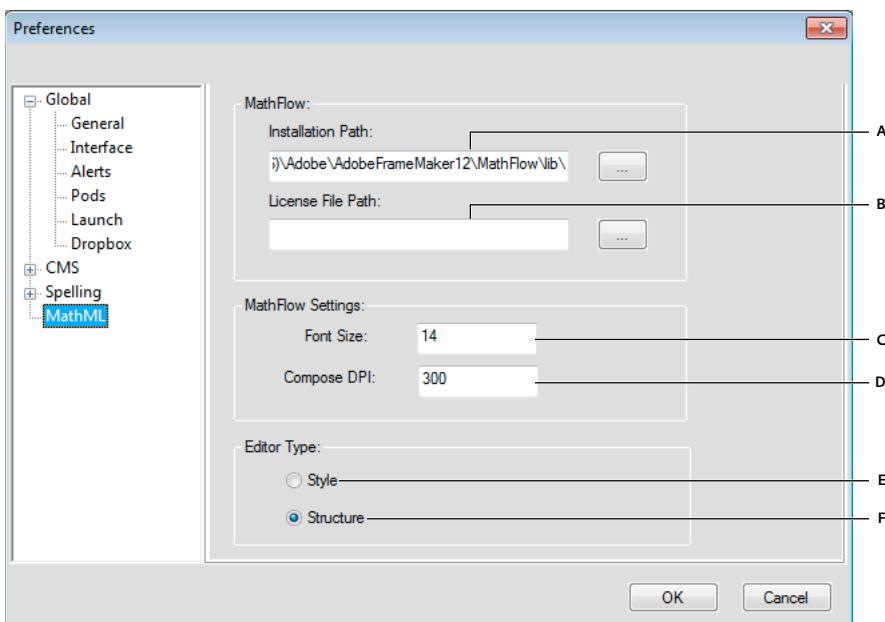 Preferences
Global
General
Interface
Alerts
Pods
Launch
Dropbox
CMS
Spelling
MathML
MathFlow:
Installation Path:
A
;)\Adobe\AdobeFrameMaker12\MathFlow\lib\
...
License File Path:
B
...
MathFlow Settings:
Font Size:
14
C
Compose DPI:
300
D
Editor Type:
Style
E
Structure
F
OK
Cancel